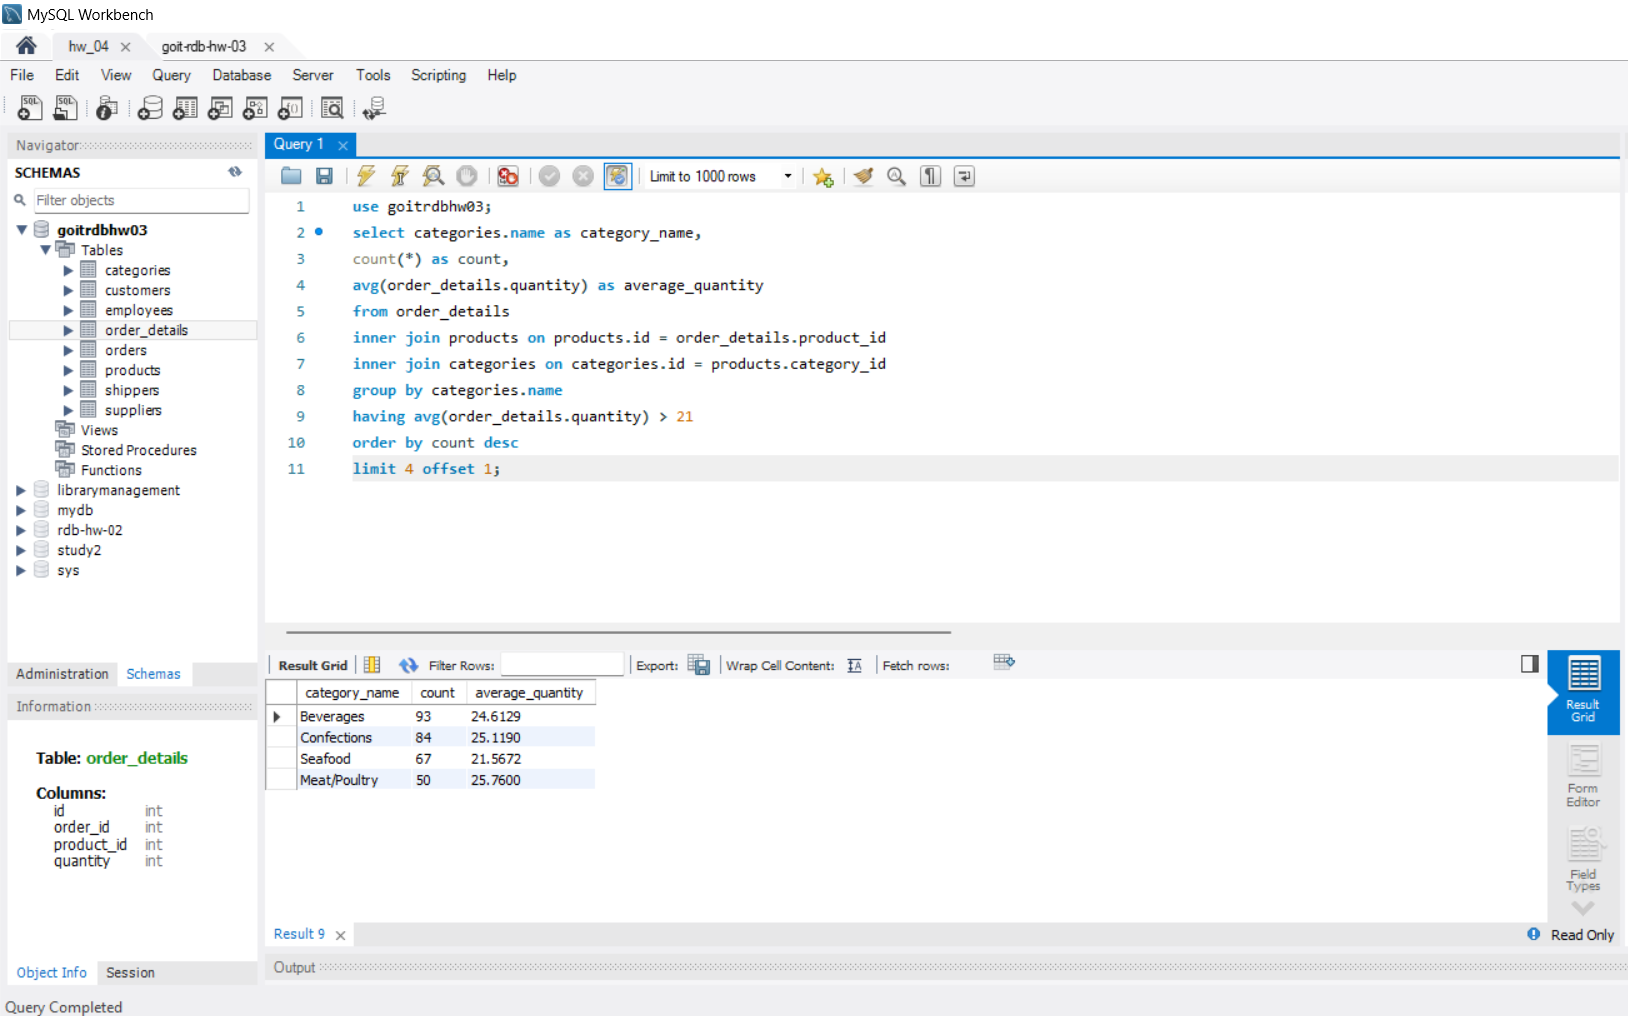 MySQL Workbench
hw_04
goit-rdb-hw-03
File Edit View Query Database Server Tools Scripting Help
Navigator
SCHEMAS
Filter objects
goitrdbhw03
Tables
categories
customers
employees
order_details
orders
products
shippers
suppliers
Views
Stored Procedures
Functions
librarymanagement
mydb
rdb-hw-02
study2
sys
Administration Schemas
Information
Table: order_details
Columns:
id int
order_id int
product_id int
quantity int
Object Info Session
Query Completed
Query 1
Limit to 1000 rows
1 use goitrdbhw03;
2 select categories.name as category_name,
3 count(*) as count,
4 avg(order_details.quantity) as average_quantity
5 from order_details
6 inner join products on products.id = order_details.product_id
7 inner join categories on categories.id = products.category_id
8 group by categories.name
9 having avg(order_details.quantity) > 21
10 order by count desc
11 limit 4 offset 1;
Result Grid Filter Rows: Export: Wrap Cell Content: Fetch rows:
category_name count average_quantity
Beverages 93 24.6129
Confections 84 25.1190
Seafood 67 21.5672
Meat/Poultry 50 25.7600
Result
Grid
Form
Editor
Field
Types
Result 9
Read Only
Output